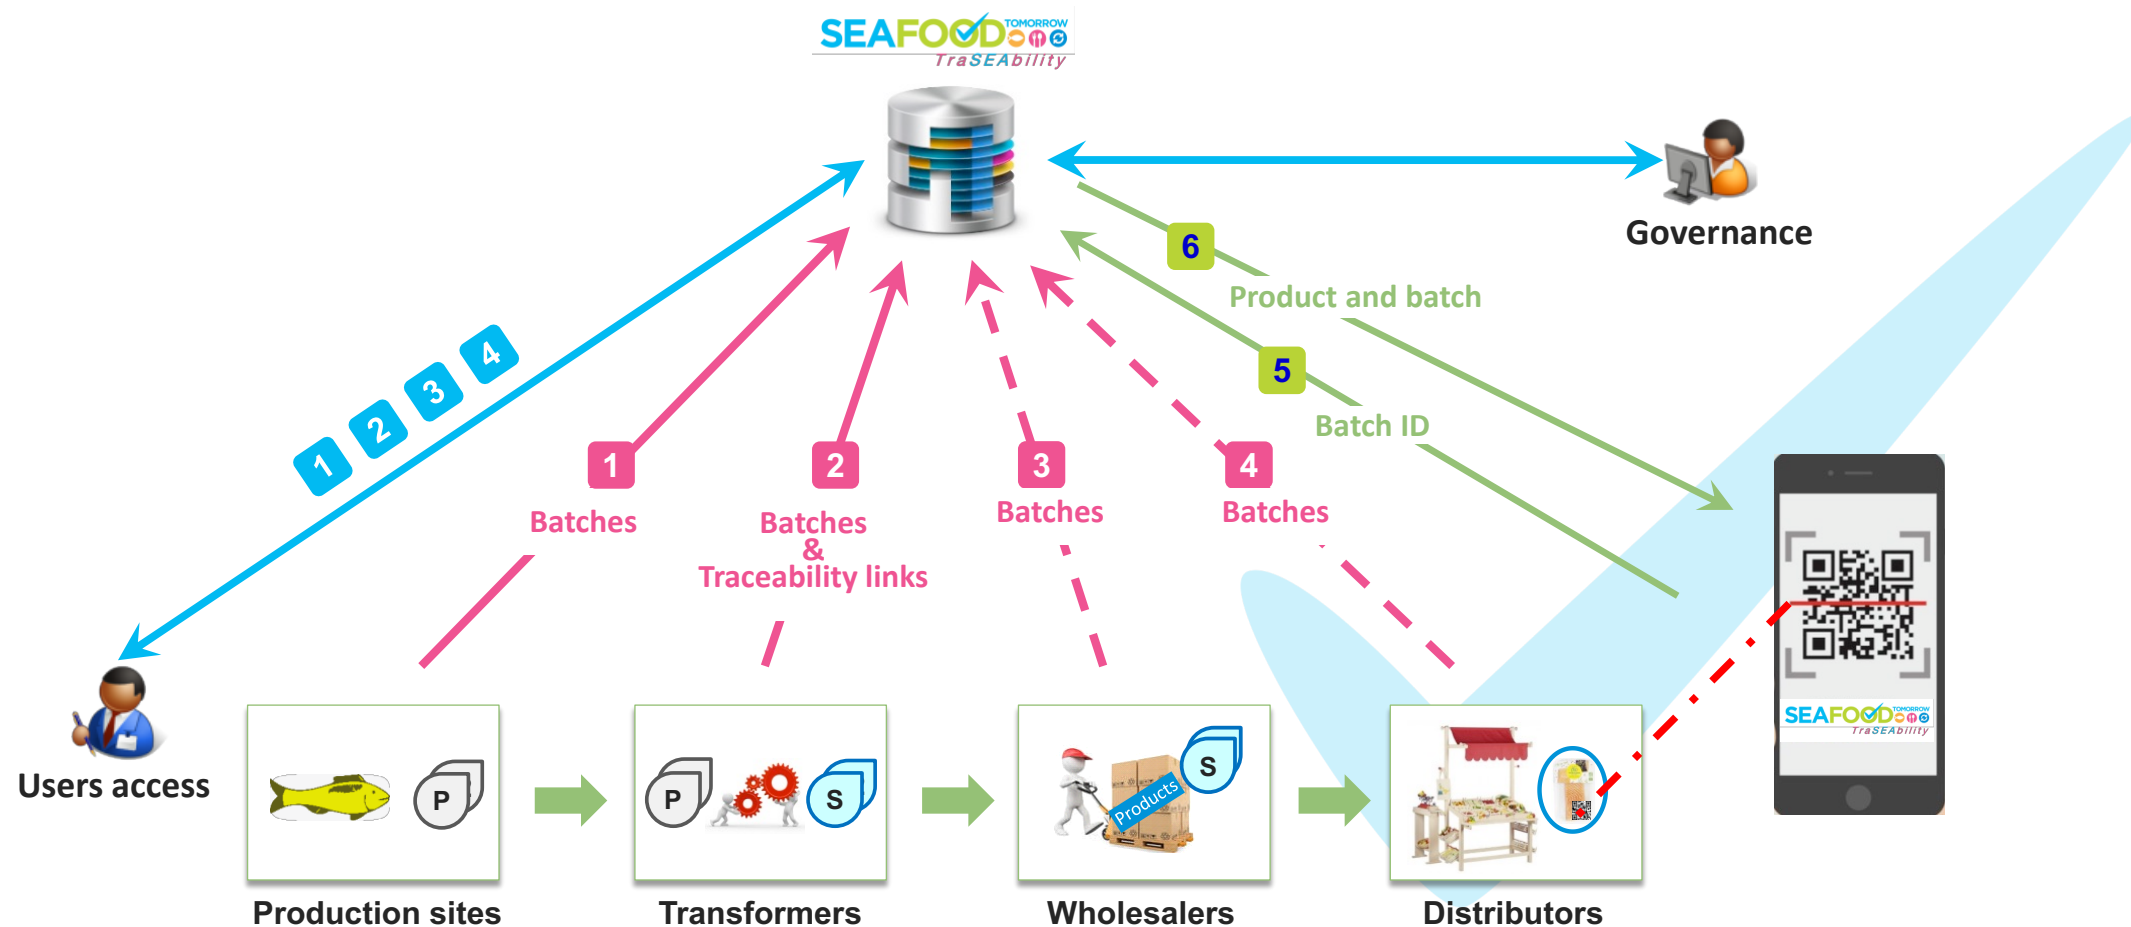 SEAFOOD TOMORROW
TraSEAbility
Governance
6
Product and batch
5
Batch ID
1 2 3 4
1
Batches
2
Batches
&
Traceability links
3
Batches
4
Batches
Users access
P
P
S
Products
S
SEAFOOD TOMORROW
TraSEAbility
Production sites
Transformers
Wholesalers
Distributors